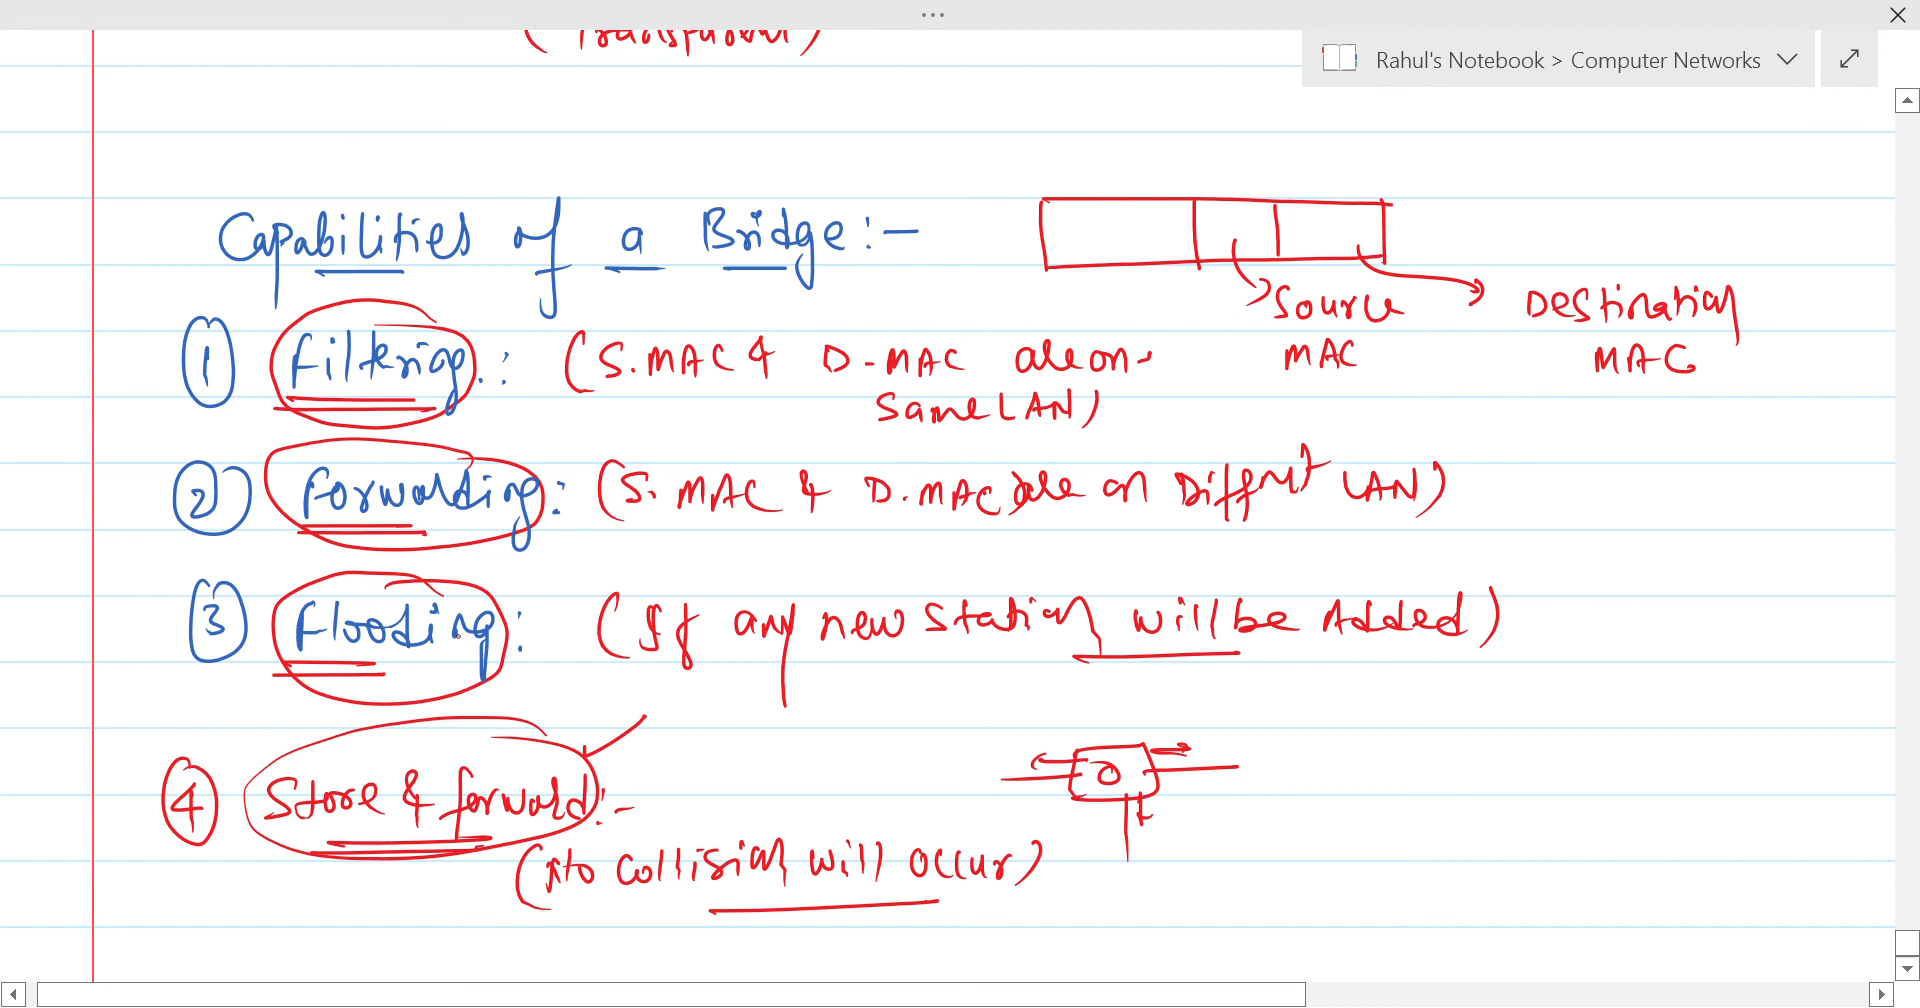 (Transparent)
Rahul's Notebook > Computer Networks
Capabilities of a Bridge:-
Source MAC
Destination MAC
① Filtering : (S.MAC & D-MAC are on same LAN)
② Forwarding : (S. MAC & D.MAC are on Diffrnt LAN)
③ Flooding : (If any new station will be Added)
④ Store & forward :-
(No collision will occur)